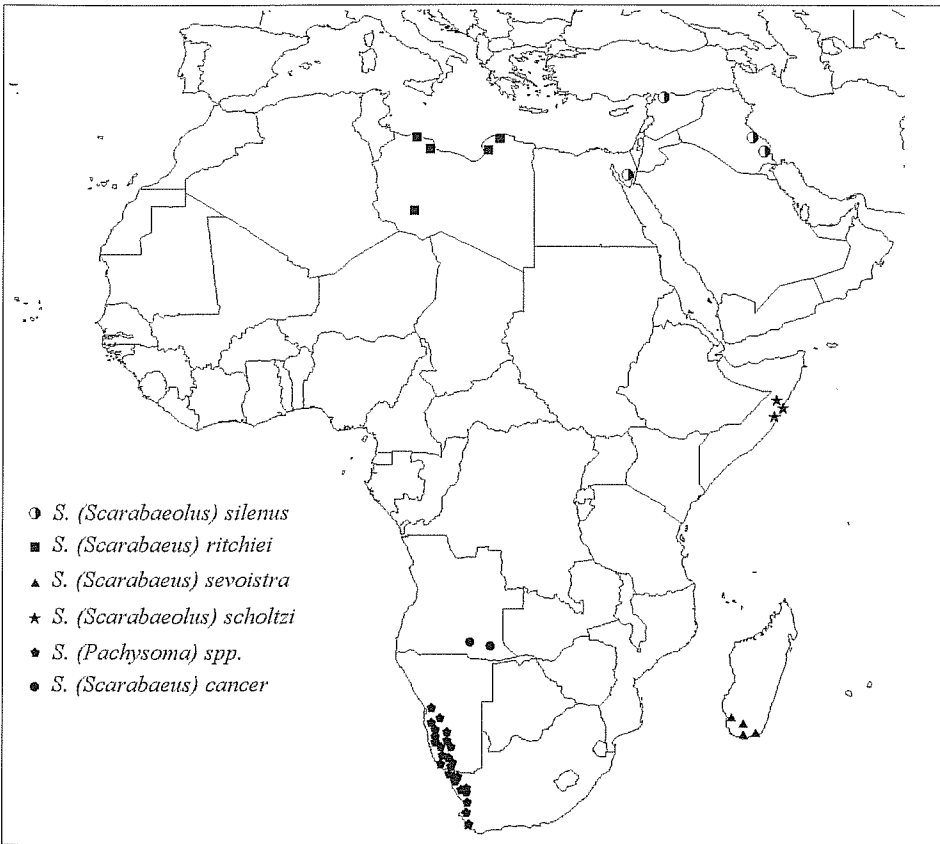 S. (Scarabaeolus) silenus
S. (Scarabaeus) ritchiei
S. (Scarabaeus) sevoistra
S. (Scarabaeolus) scholtzi
S. (Pachysoma) spp.
S. (Scarabaeus) cancer